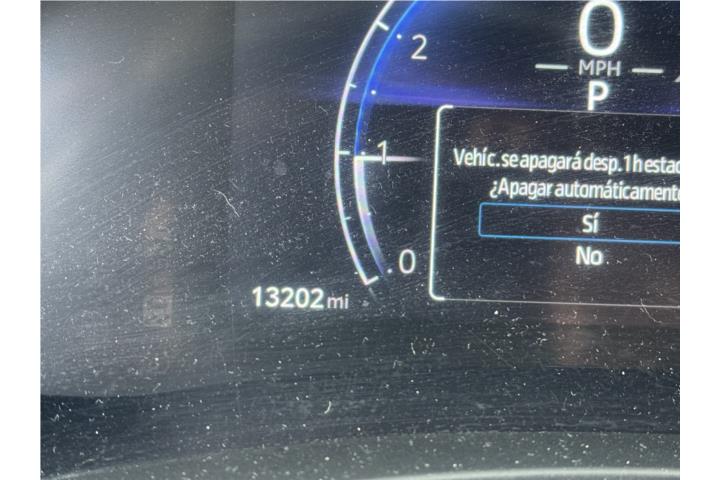 0
2
MPH
P
1
Vehíc. se apagará desp. 1 h
¿Apagar automáticamente
Sí
No
0
13202 mi